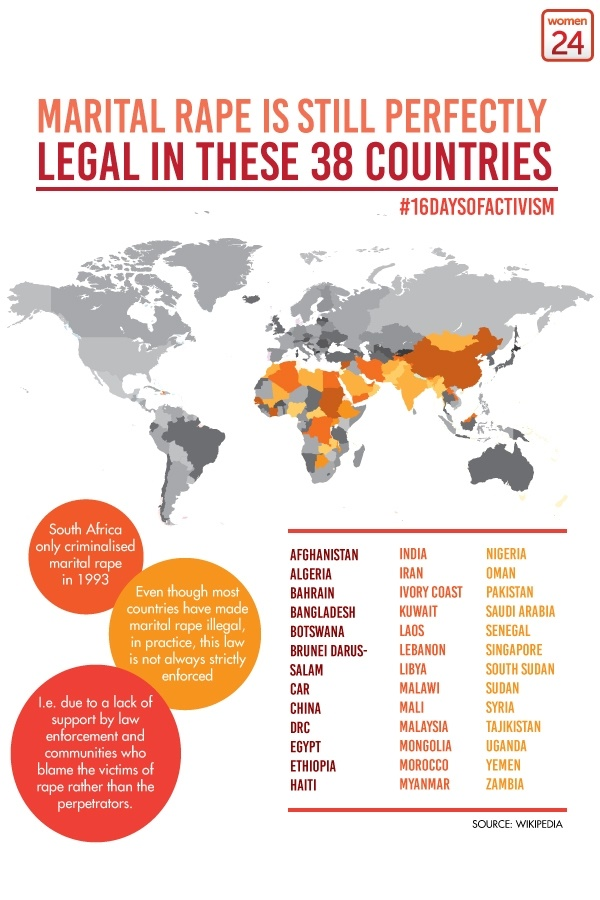 women
24
MARITAL RAPE IS STILL PERFECTLY
LEGAL IN THESE 38 COUNTRIES
#16DAYSOFACTIVISM
South Africa
only criminalised
marital rape
in 1993
Even though most
countries have made
marital rape illegal,
in practice, this law
is not always strictly
enforced
I.e. due to a lack of
support by law
enforcement and
communities who
blame the victims of
rape rather than the
perpetrators.
AFGHANISTAN
ALGERIA
BAHRAIN
BANGLADESH
BOTSWANA
BRUNEI DARUS-
SALAM
CAR
CHINA
DRC
EGYPT
ETHIOPIA
HAITI
INDIA
IRAN
IVORY COAST
KUWAIT
LAOS
LEBANON
LIBYA
MALAWI
MALI
MALAYSIA
MONGOLIA
MOROCCO
MYANMAR
NIGERIA
OMAN
PAKISTAN
SAUDI ARABIA
SENEGAL
SINGAPORE
SOUTH SUDAN
SUDAN
SYRIA
TAJIKISTAN
UGANDA
YEMEN
ZAMBIA
SOURCE: WIKIPEDIA